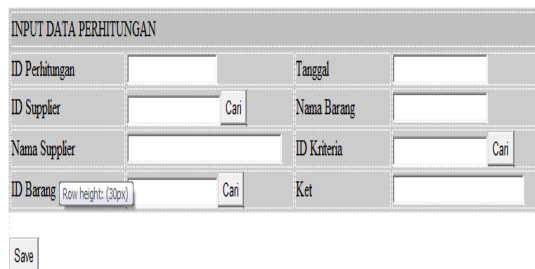 INPUT DATA PERHITUNGAN
ID Perhitungan Tanggal
ID Supplier Cari Nama Barang
Nama Supplier ID Kriteria Cari
ID Barang Row height: (30px) Cari Ket
Save